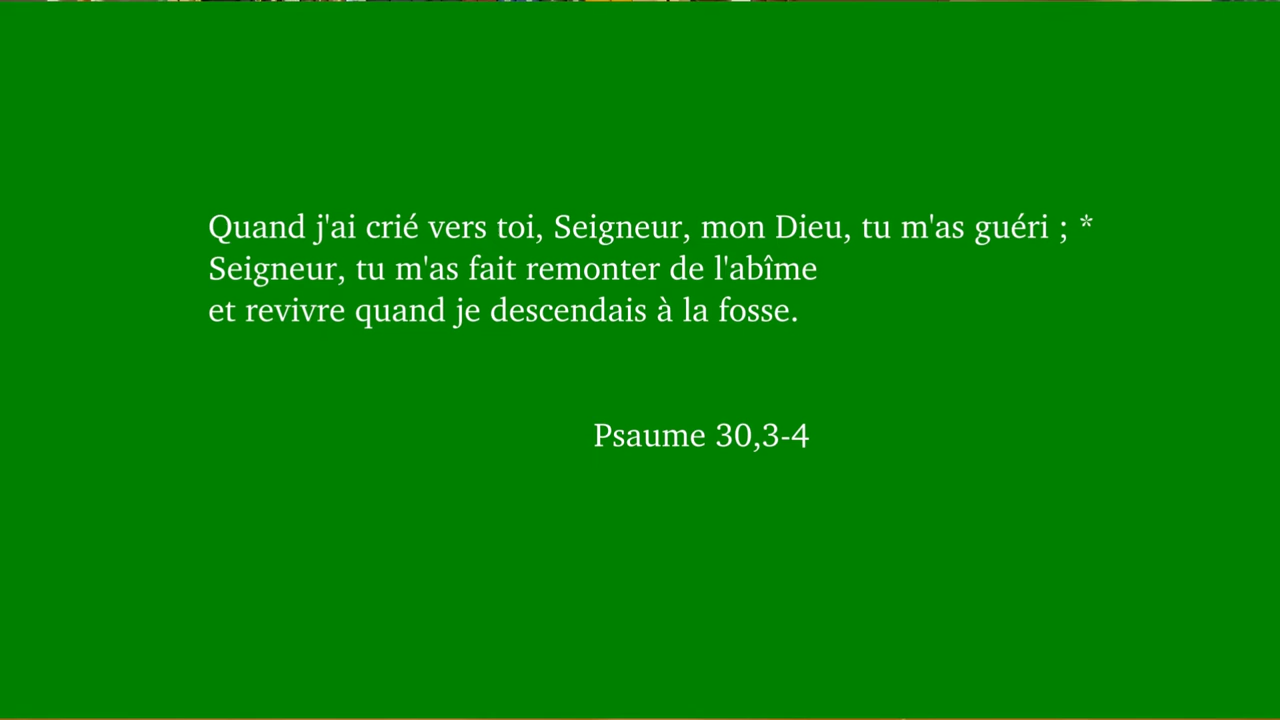 Quand j'ai crié vers toi, Seigneur, mon Dieu, tu m'as guéri ; *
Seigneur, tu m'as fait remonter de l'abîme
et revivre quand je descendais à la fosse.
Psaume 30,3-4